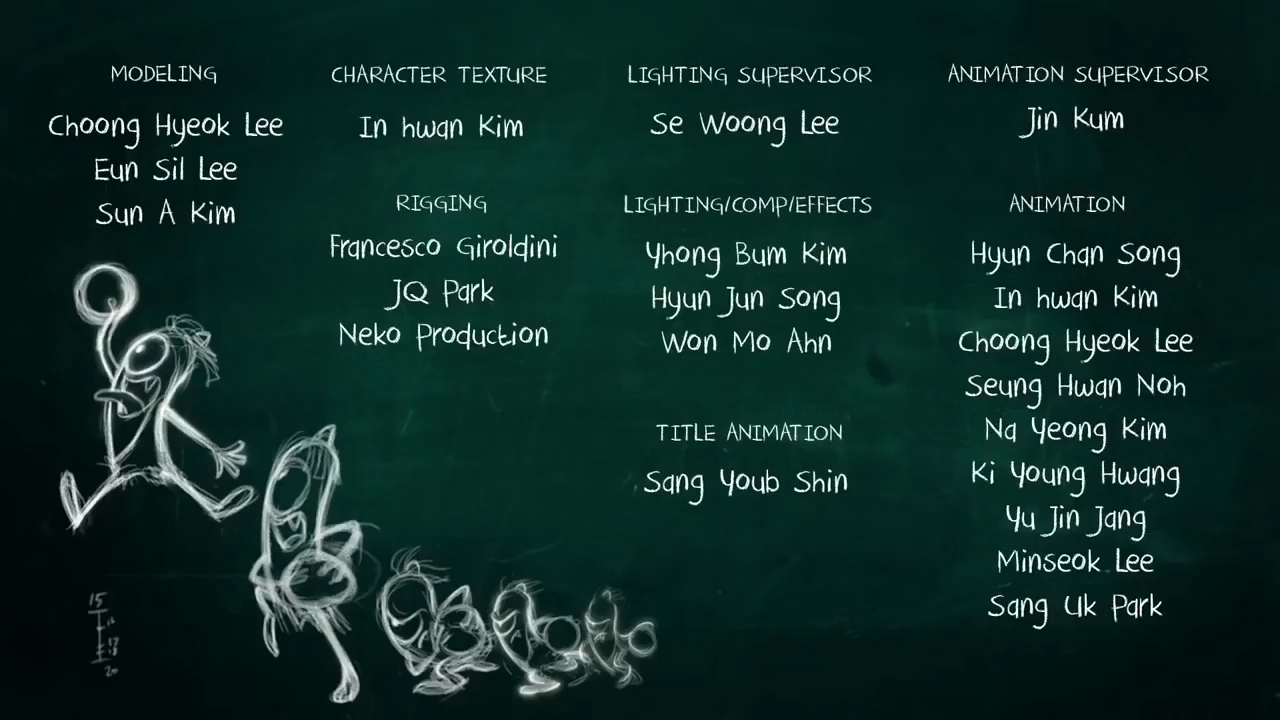 MODELING
Choong Hyeok Lee
Eun Sil Lee
Sun A Kim
CHARACTER TEXTURE
In hwan Kim
RIGGING
Francesco Giroldini
JQ Park
Neko Production
LIGHTING SUPERVISOR
Se Woong Lee
LIGHTING/COMP/EFFECTS
Yhong Bum Kim
Hyun Jun Song
Won Mo Ahn
TITLE ANIMATION
Sang Youb Shin
ANIMATION SUPERVISOR
Jin Kum
ANIMATION
Hyun Chan Song
In hwan Kim
Choong Hyeok Lee
Seung Hwan Noh
Na Yeong Kim
Ki Young Hwang
Yu Jin Jang
Minseok Lee
Sang Uk Park
15
20